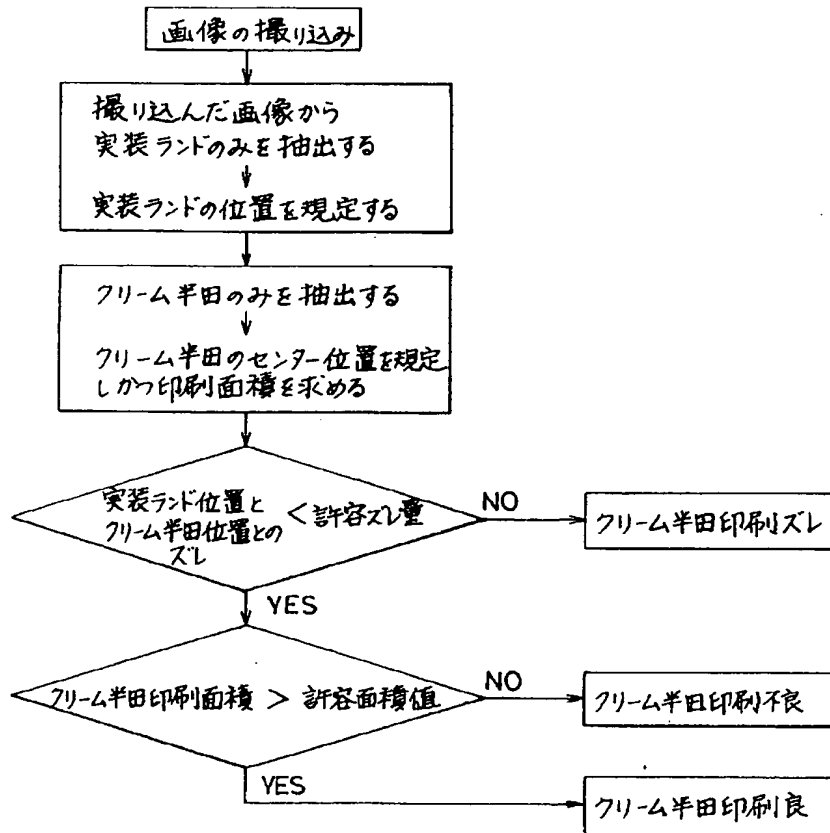 画像の撮り込み
撮り込んだ画像から
実装ランドのみを抽出する
実装ランドの位置を規定する
クリーム半田のみを抽出する
クリーム半田のセンター位置を規定
しかつ印刷面積を求める
実装ランド位置と
クリーム半田位置との
ズレ
< 許容ズレ量
NO
クリーム半田印刷ズレ
YES
クリーム半田印刷面積 > 許容面積値
NO
クリーム半田印刷不良
YES
クリーム半田印刷良